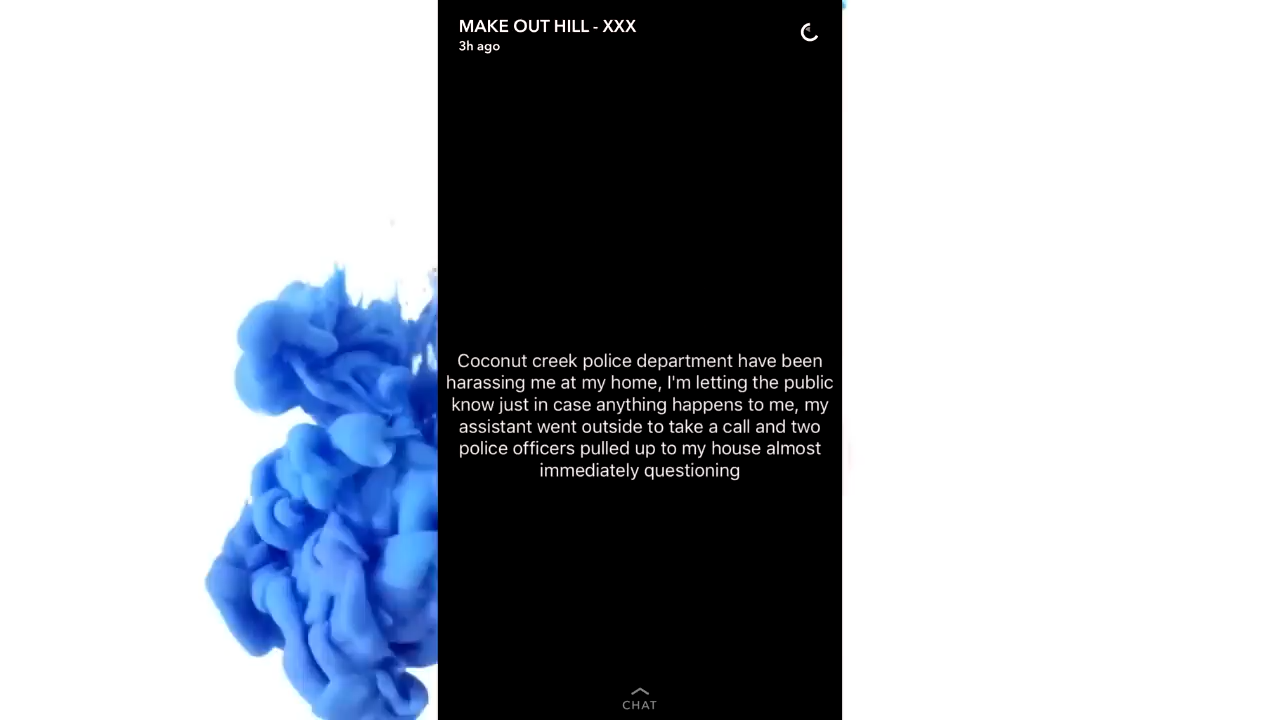 MAKE OUT HILL - XXX
3h ago
Coconut creek police department have been
harassing me at my home, I'm letting the public
know just in case anything happens to me, my
assistant went outside to take a call and two
police officers pulled up to my house almost
immediately questioning
CHAT